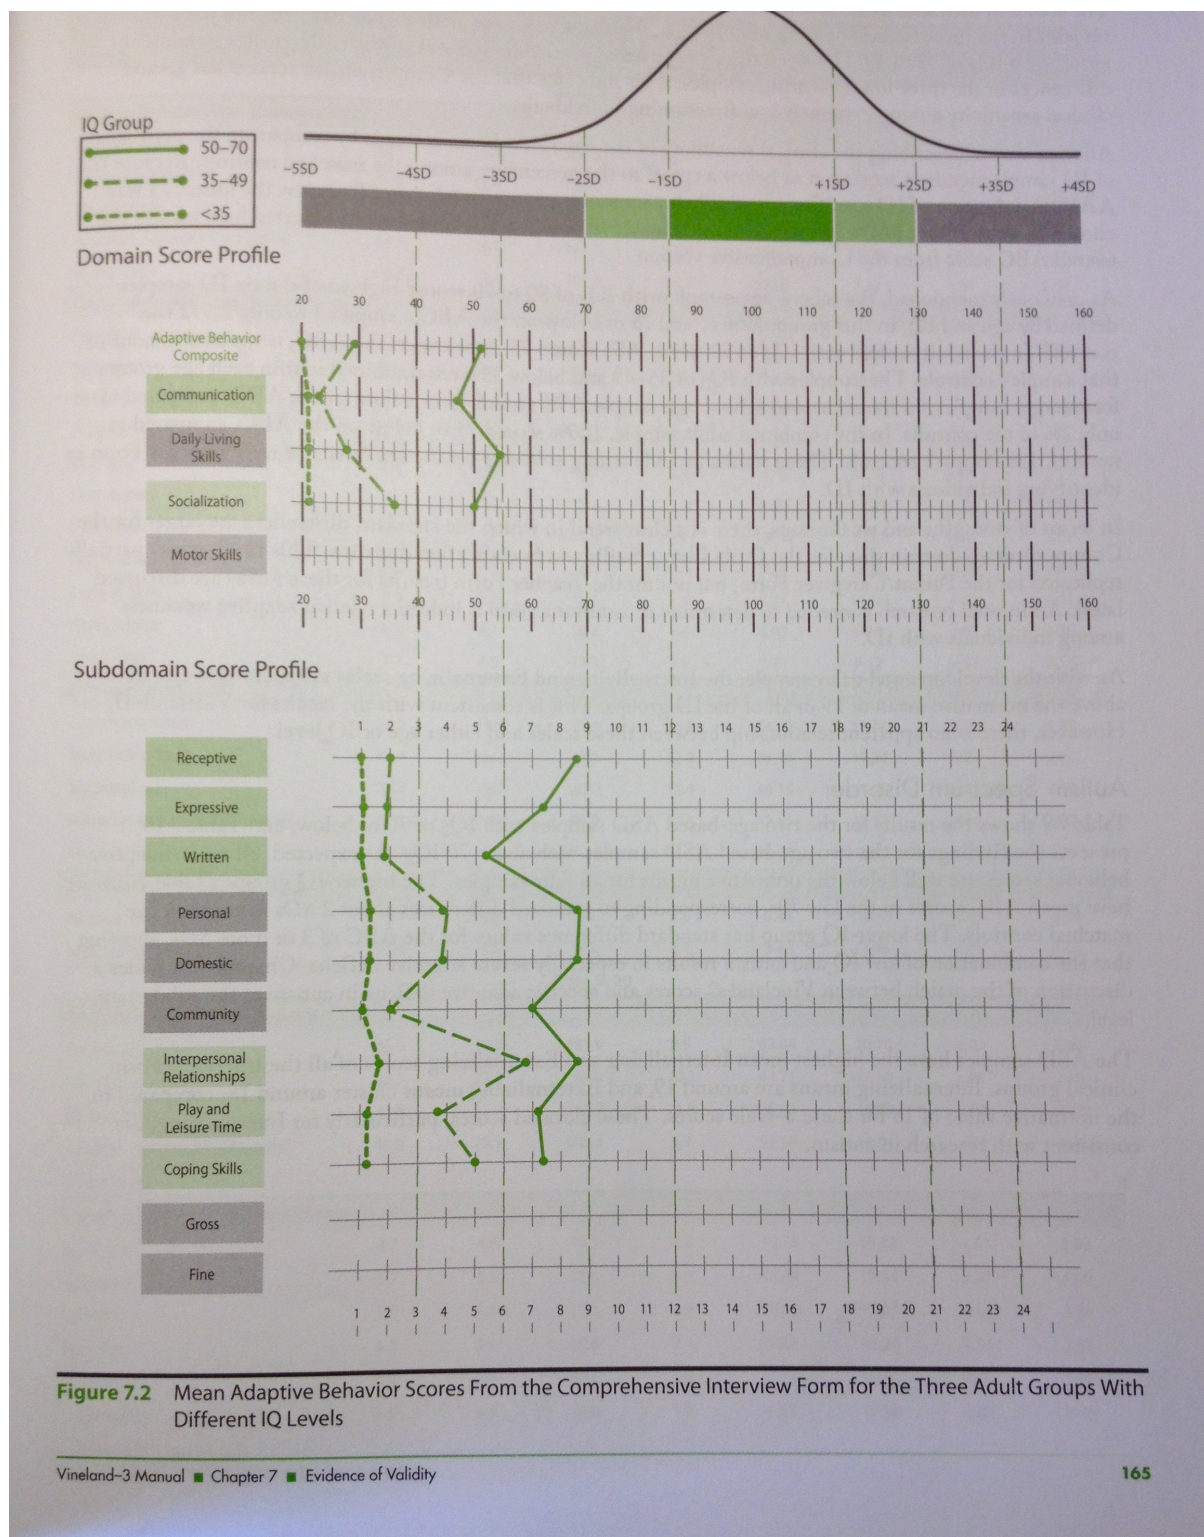 IQ Group
50–70
35–49
<35
−5SD −4SD −3SD −2SD −1SD +1SD +2SD +3SD +4SD
Domain Score Profile
20 30 40 50 60 70 80 90 100 110 120 130 140 150 160
Adaptive Behavior
Composite
Communication
Daily Living
Skills
Socialization
Motor Skills
20 30 40 50 60 70 80 90 100 110 120 130 140 150 160
Subdomain Score Profile
1 2 3 4 5 6 7 8 9 10 11 12 13 14 15 16 17 18 19 20 21 22 23 24
Receptive
Expressive
Written
Personal
Domestic
Community
Interpersonal
Relationships
Play and
Leisure Time
Coping Skills
Gross
Fine
1 2 3 4 5 6 7 8 9 10 11 12 13 14 15 16 17 18 19 20 21 22 23 24
Figure 7.2 Mean Adaptive Behavior Scores From the Comprehensive Interview Form for the Three Adult Groups With
Different IQ Levels
Vineland–3 Manual ■ Chapter 7 ■ Evidence of Validity 165